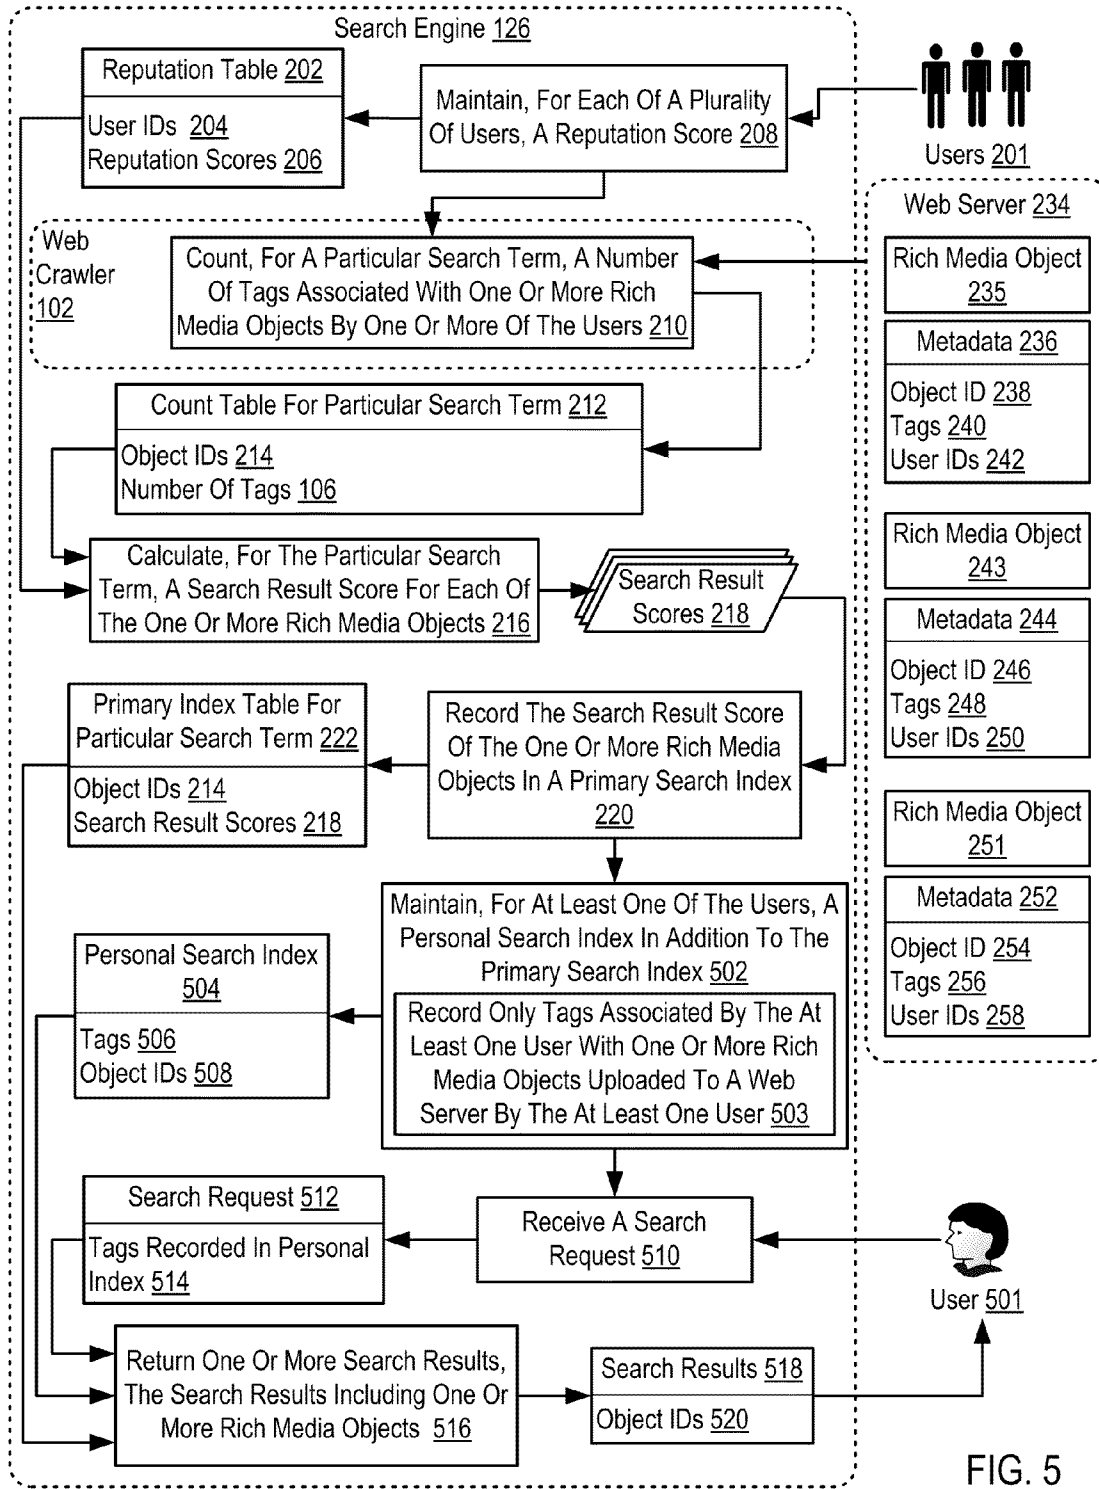 Search Engine 126
Reputation Table 202
User IDs 204
Reputation Scores 206
Maintain, For Each Of A Plurality
Of Users, A Reputation Score 208
Users 201
Web
Crawler
102
Count, For A Particular Search Term, A Number
Of Tags Associated With One Or More Rich
Media Objects By One Or More Of The Users 210
Count Table For Particular Search Term 212
Object IDs 214
Number Of Tags 106
Calculate, For The Particular Search
Term, A Search Result Score For Each Of
The One Or More Rich Media Objects 216
Search Result
Scores 218
Primary Index Table For
Particular Search Term 222
Object IDs 214
Search Result Scores 218
Record The Search Result Score
Of The One Or More Rich Media
Objects In A Primary Search Index
220
Maintain, For At Least One Of The Users, A
Personal Search Index In Addition To The
Primary Search Index 502
Record Only Tags Associated By The At
Least One User With One Or More Rich
Media Objects Uploaded To A Web
Server By The At Least One User 503
Personal Search Index
504
Tags 506
Object IDs 508
Search Request 512
Tags Recorded In Personal
Index 514
Receive A Search
Request 510
Return One Or More Search Results,
The Search Results Including One Or
More Rich Media Objects 516
Search Results 518
Object IDs 520
Web Server 234
Rich Media Object
235
Metadata 236
Object ID 238
Tags 240
User IDs 242
Rich Media Object
243
Metadata 244
Object ID 246
Tags 248
User IDs 250
Rich Media Object
251
Metadata 252
Object ID 254
Tags 256
User IDs 258
User 501
FIG. 5